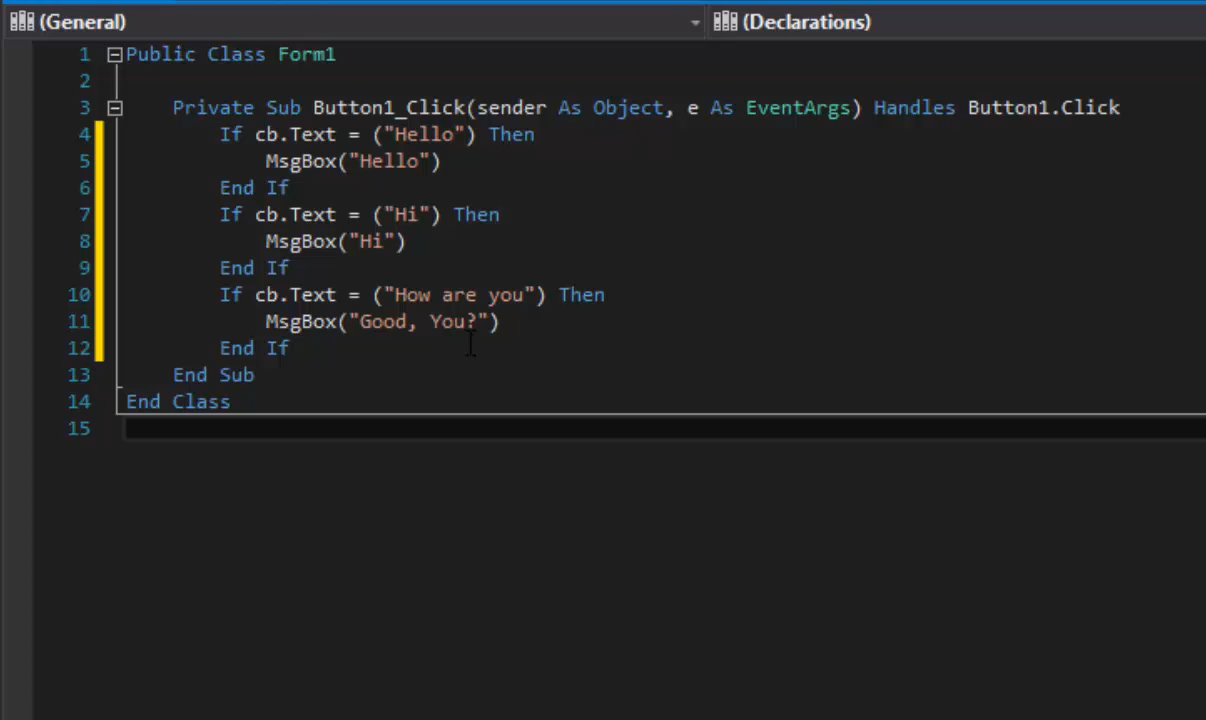 (General) (Declarations)
1 Public Class Form1
2
3 Private Sub Button1_Click(sender As Object, e As EventArgs) Handles Button1.Click
4 If cb.Text = ("Hello") Then
5 MsgBox("Hello")
6 End If
7 If cb.Text = ("Hi") Then
8 MsgBox("Hi")
9 End If
10 If cb.Text = ("How are you") Then
11 MsgBox("Good, You?")
12 End If
13 End Sub
14 End Class
15